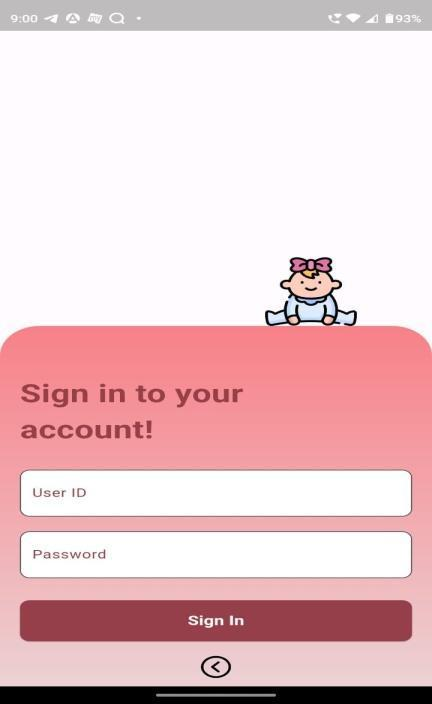 9:00
93%
Sign in to your
account!
User ID
Password
Sign In